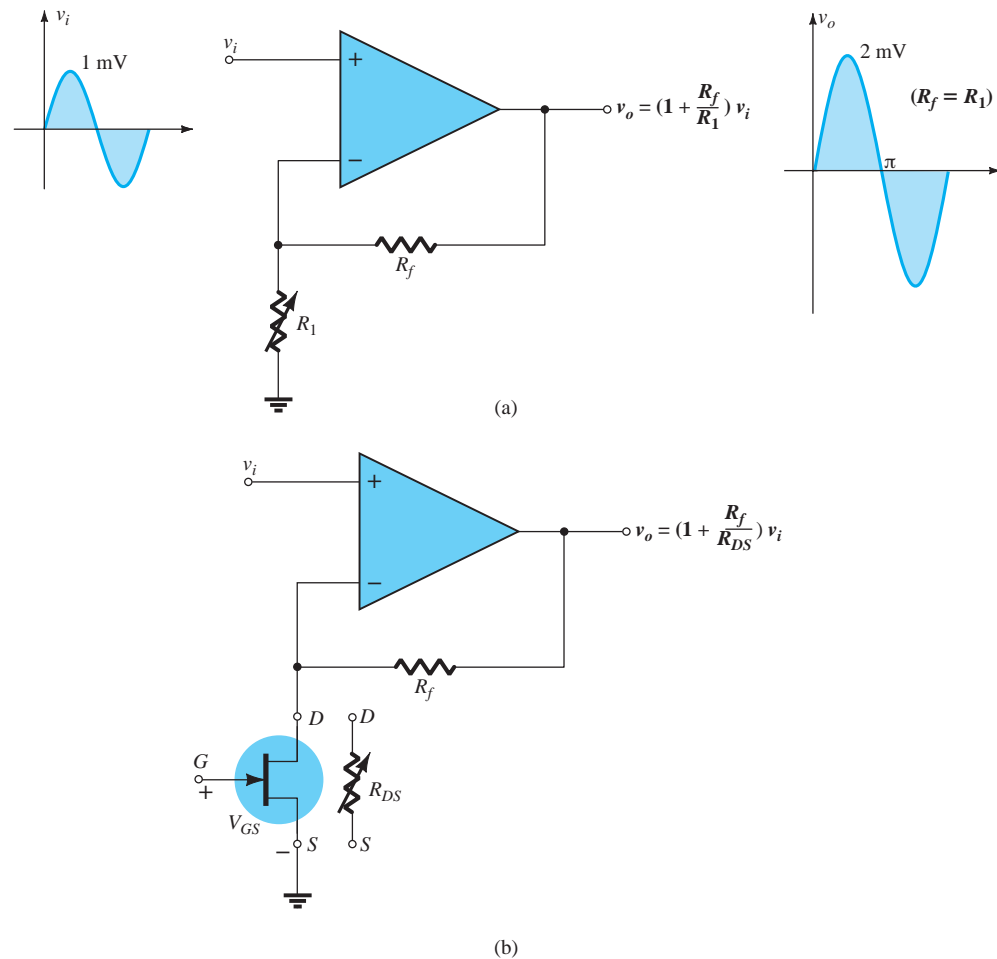 v_i
1 mV
v_i
+
−
v_o = (1 + R_f/R_1) v_i
R_f
R_1
v_o
2 mV
(R_f = R_1)
π
(a)
v_i
+
−
v_o = (1 + R_f/R_DS) v_i
R_f
D
D
G
+
R_DS
V_GS
−
S
S
(b)